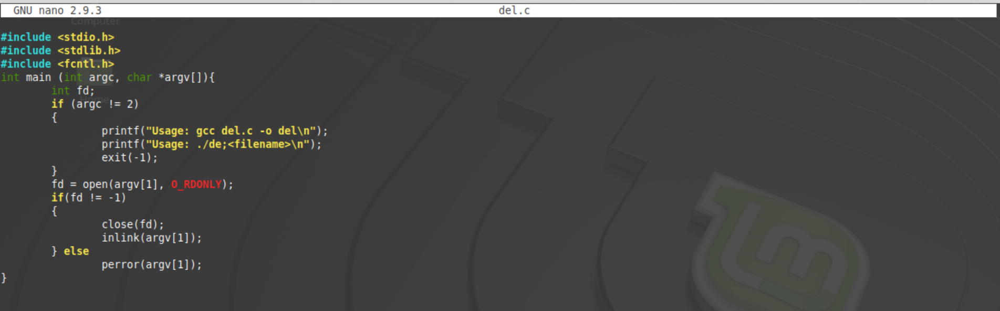 GNU nano 2.9.3 del.c
Computer
#include <stdio.h>
#include <stdlib.h>
#include <fcntl.h>
int main (int argc, char *argv[]){
int fd;
Home
if (argc != 2)
{
printf("Usage: gcc del.c -o del\n");
printf("Usage: ./de;<filename>\n");
exit(-1);
}
fd = open(argv[1], O_RDONLY);
if(fd != -1)
{
close(fd);
inlink(argv[1]);
} else
perror(argv[1]);
}